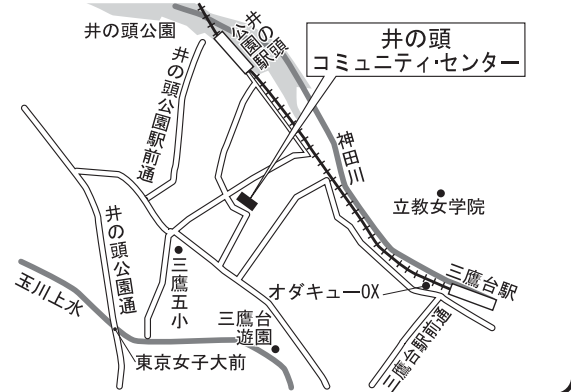 井の頭公園
井の頭
公園駅
井の頭
コミュニティ・センター
井の頭公園駅前通
神田川
立教女学院
井の頭公園通
三鷹五小
オダキューOX
三鷹台駅
玉川上水
三鷹台
遊園
三鷹台駅前通
東京女子大前